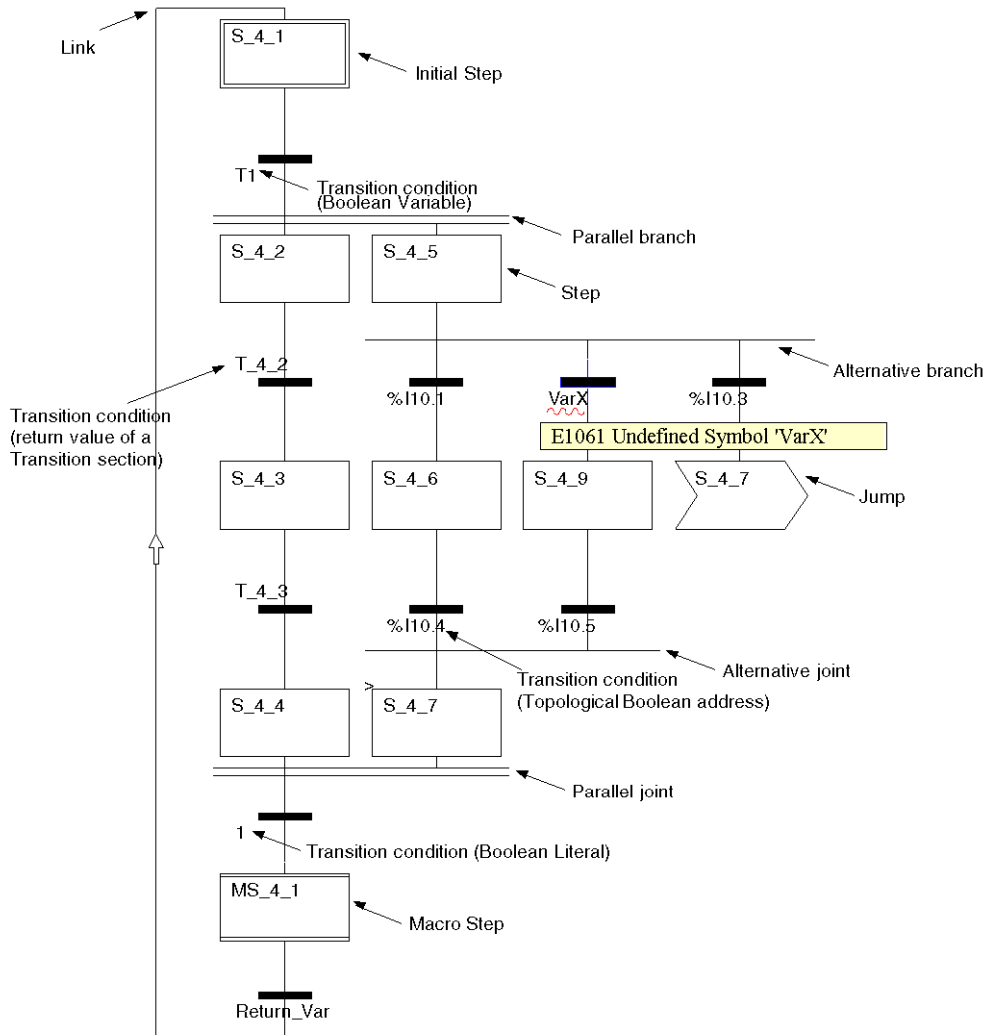 S_4_1
Link
Initial Step
T1
Transition condition
(Boolean Variable)
Parallel branch
S_4_2
S_4_5
Step
T_4_2
Alternative branch
%I10.1
VarX
%I10.3
Transition condition
(return value of a
Transition section)
E1061 Undefined Symbol 'VarX'
S_4_3
S_4_6
S_4_9
S_4_7
Jump
T_4_3
%I10.4
%I10.5
Alternative joint
Transition condition
(Topological Boolean address)
>
S_4_4
S_4_7
Parallel joint
1
Transition condition (Boolean Literal)
MS_4_1
Macro Step
Return_Var